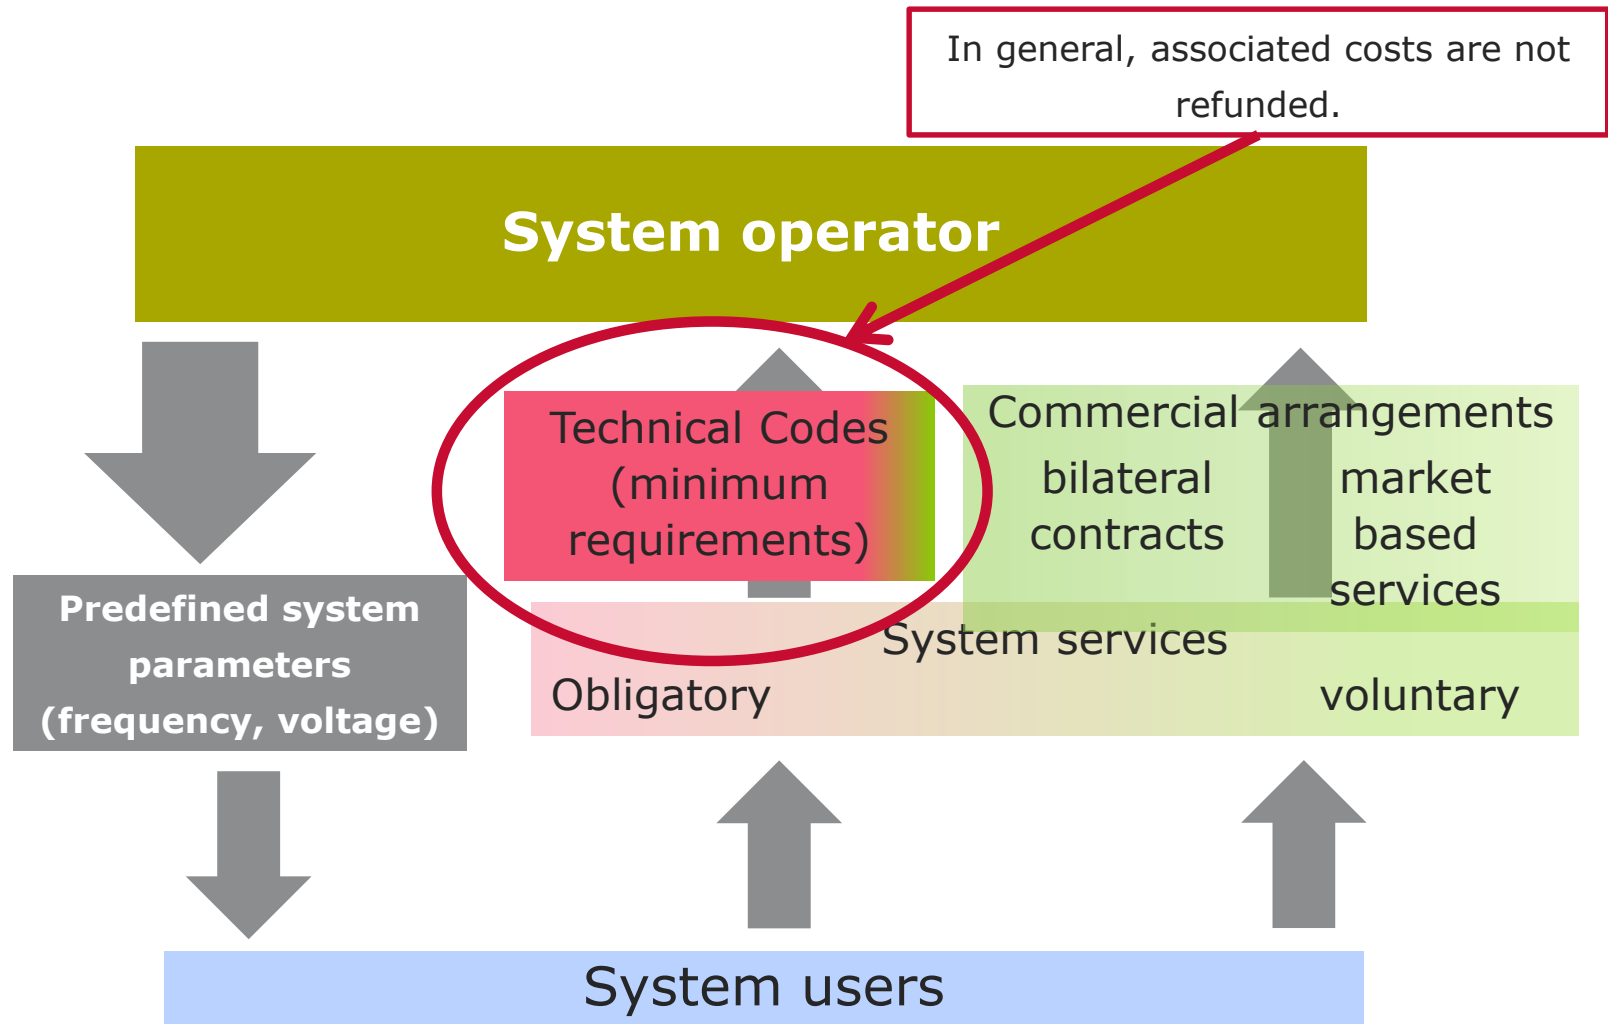 In general, associated costs are not
refunded.
System operator
Technical Codes
(minimum
requirements)
Commercial arrangements
bilateral
contracts
market
based
services
Predefined system
parameters
(frequency, voltage)
System services
Obligatory
voluntary
System users